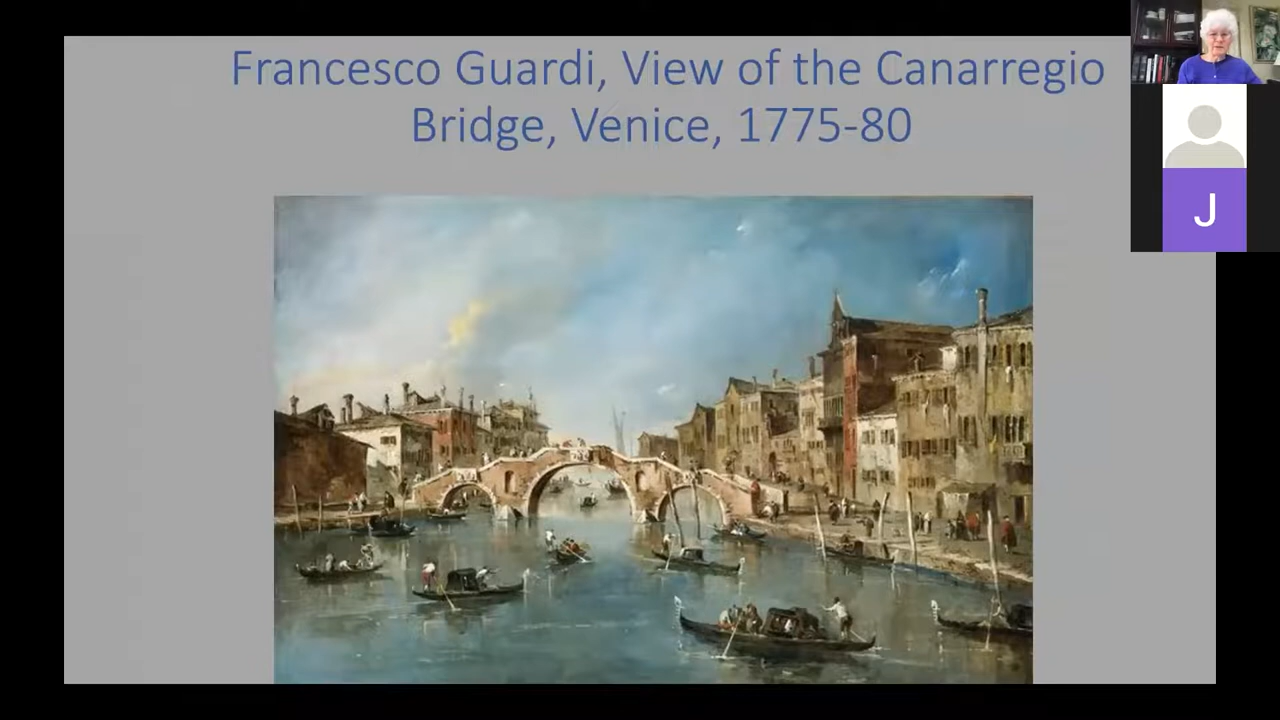 Francesco Guardi, View of the Canarregio
Bridge, Venice, 1775-80
J